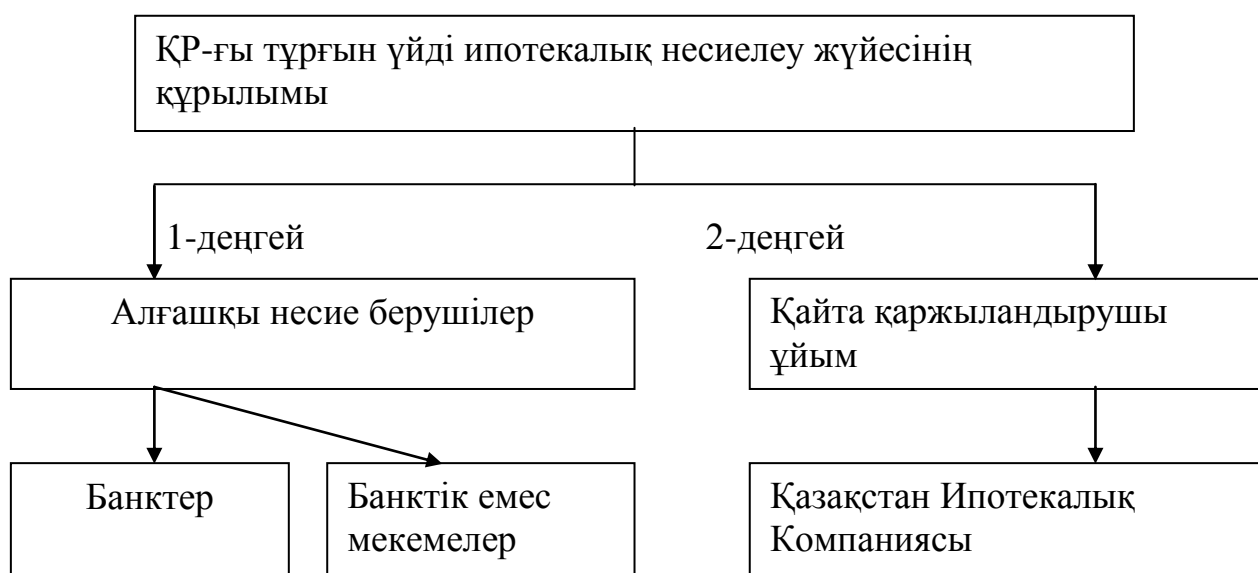 ҚР-ғы тұрғын үйді ипотекалық несиелеу жүйесінің
құрылымы
1-деңгей
2-деңгей
Алғашқы несие берушілер
Қайта қаржыландырушы
ұйым
Банктер
Банктік емес
мекемелер
Қазақстан Ипотекалық
Компаниясы